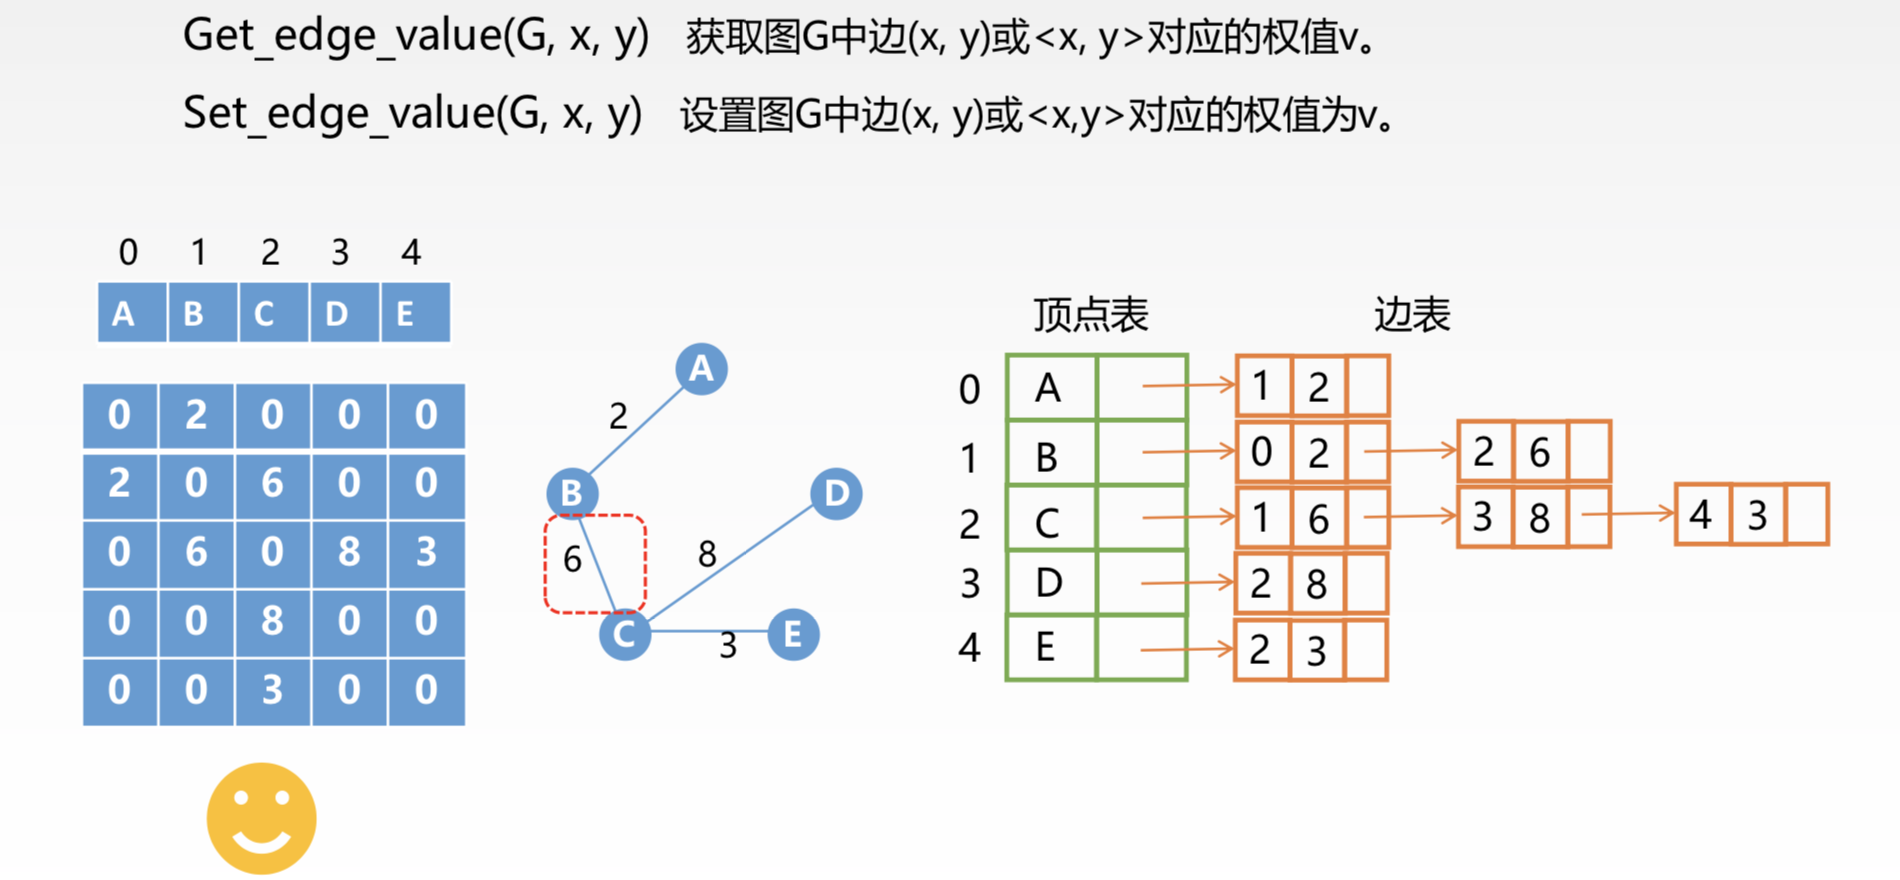 Get_edge_value(G, x, y) 获取图G中边(x, y)或<x, y>对应的权值v。
Set_edge_value(G, x, y) 设置图G中边(x, y)或<x,y>对应的权值为v。
0 1 2 3 4
A B C D E
0 2 0 0 0
2 0 6 0 0
0 6 0 8 3
0 0 8 0 0
0 0 3 0 0
A
2
B
D
6
8
C
3
E
顶点表 边表
0 A 1 2
1 B 0 2 2 6
2 C 1 6 3 8 4 3
3 D 2 8
4 E 2 3